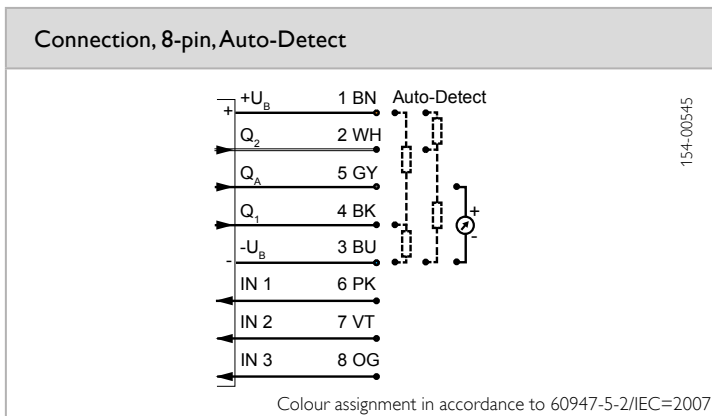 Connection, 8-pin, Auto-Detect
+U_B 1 BN Auto-Detect
+
Q_2 2 WH
Q_A 5 GY
Q_1 4 BK
+
-U_B 3 BU
-
-
IN 1 6 PK
IN 2 7 VT
IN 3 8 OG
154-00545
Colour assignment in accordance to 60947-5-2/IEC=2007